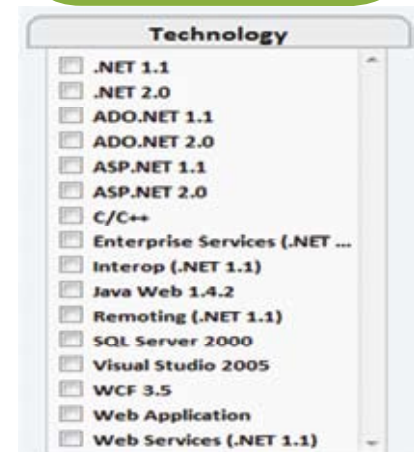 Technology
.NET 1.1
.NET 2.0
ADO.NET 1.1
ADO.NET 2.0
ASP.NET 1.1
ASP.NET 2.0
C/C++
Enterprise Services (.NET ...
Interop (.NET 1.1)
Java Web 1.4.2
Remoting (.NET 1.1)
SQL Server 2000
Visual Studio 2005
WCF 3.5
Web Application
Web Services (.NET 1.1)